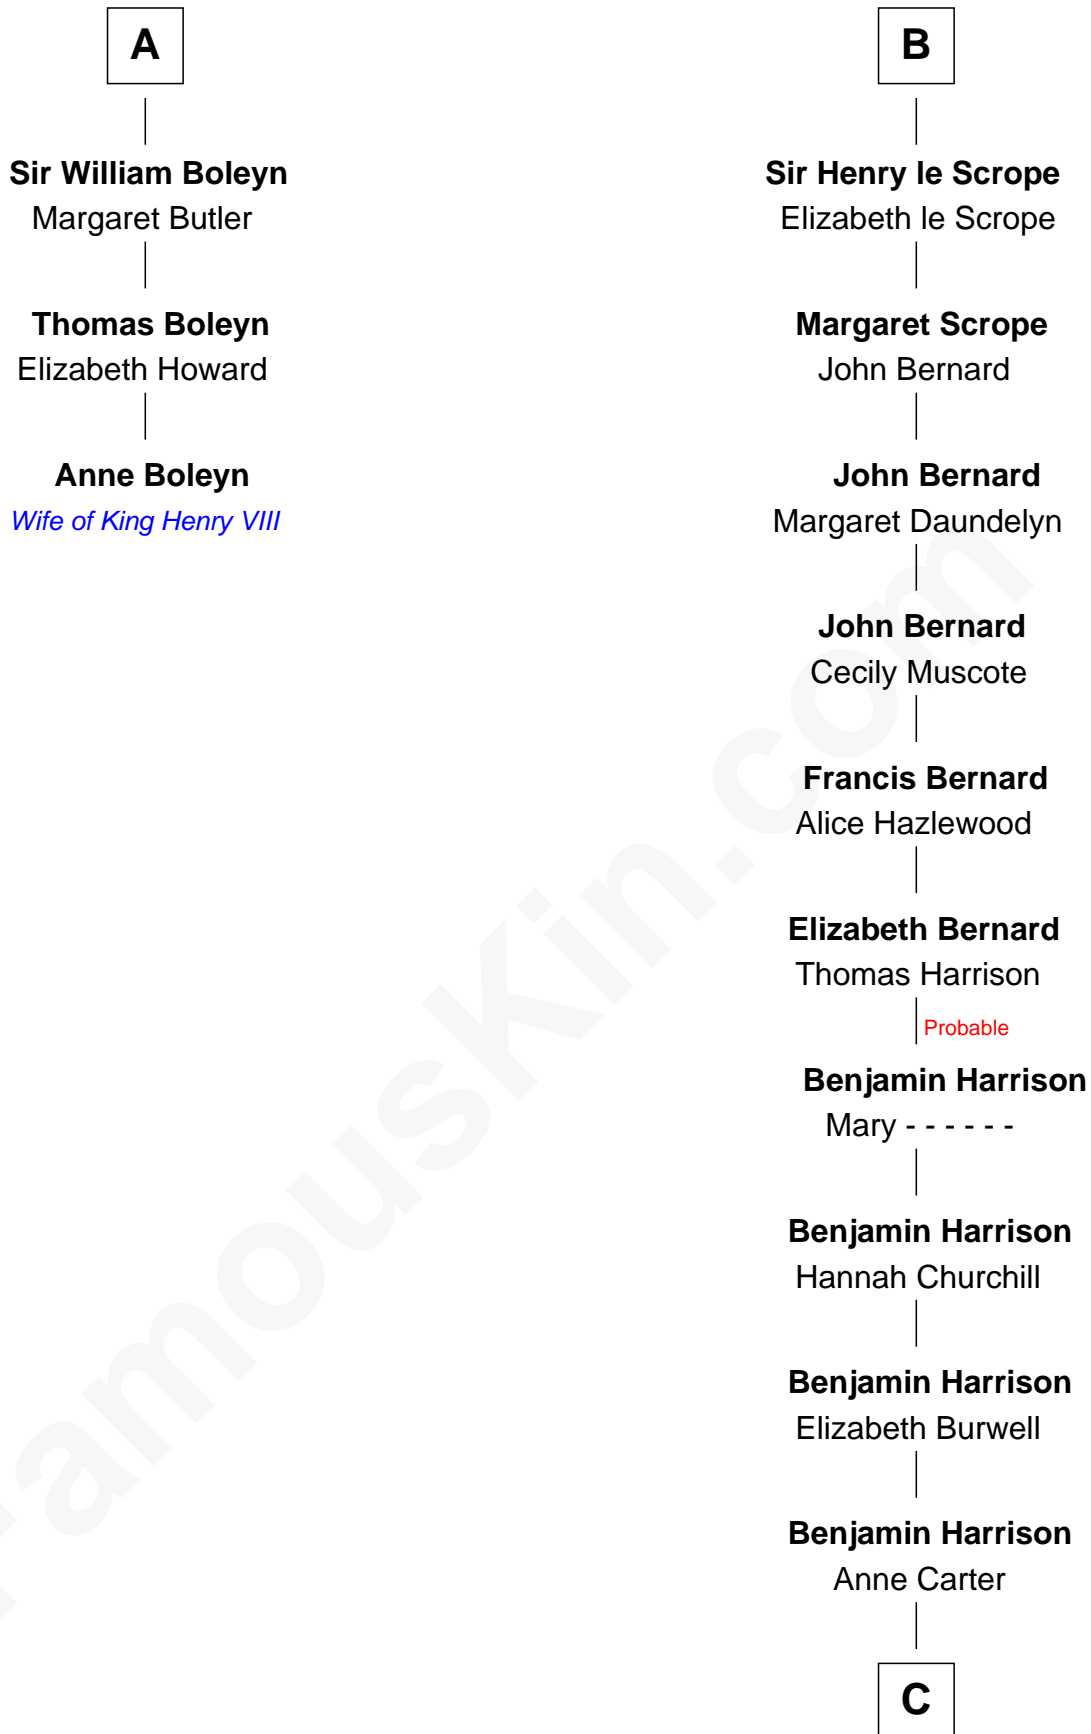 A
Sir William Boleyn
Margaret Butler
Thomas Boleyn
Elizabeth Howard
Anne Boleyn
Wife of King Henry VIII
B
Sir Henry le Scrope
Elizabeth le Scrope
Margaret Scrope
John Bernard
John Bernard
Margaret Daundelyn
John Bernard
Cecily Muscote
Francis Bernard
Alice Hazlewood
Elizabeth Bernard
Thomas Harrison
Probable
Benjamin Harrison
Mary - - - - - -
Benjamin Harrison
Hannah Churchill
Benjamin Harrison
Elizabeth Burwell
Benjamin Harrison
Anne Carter
C
FamousKin.com